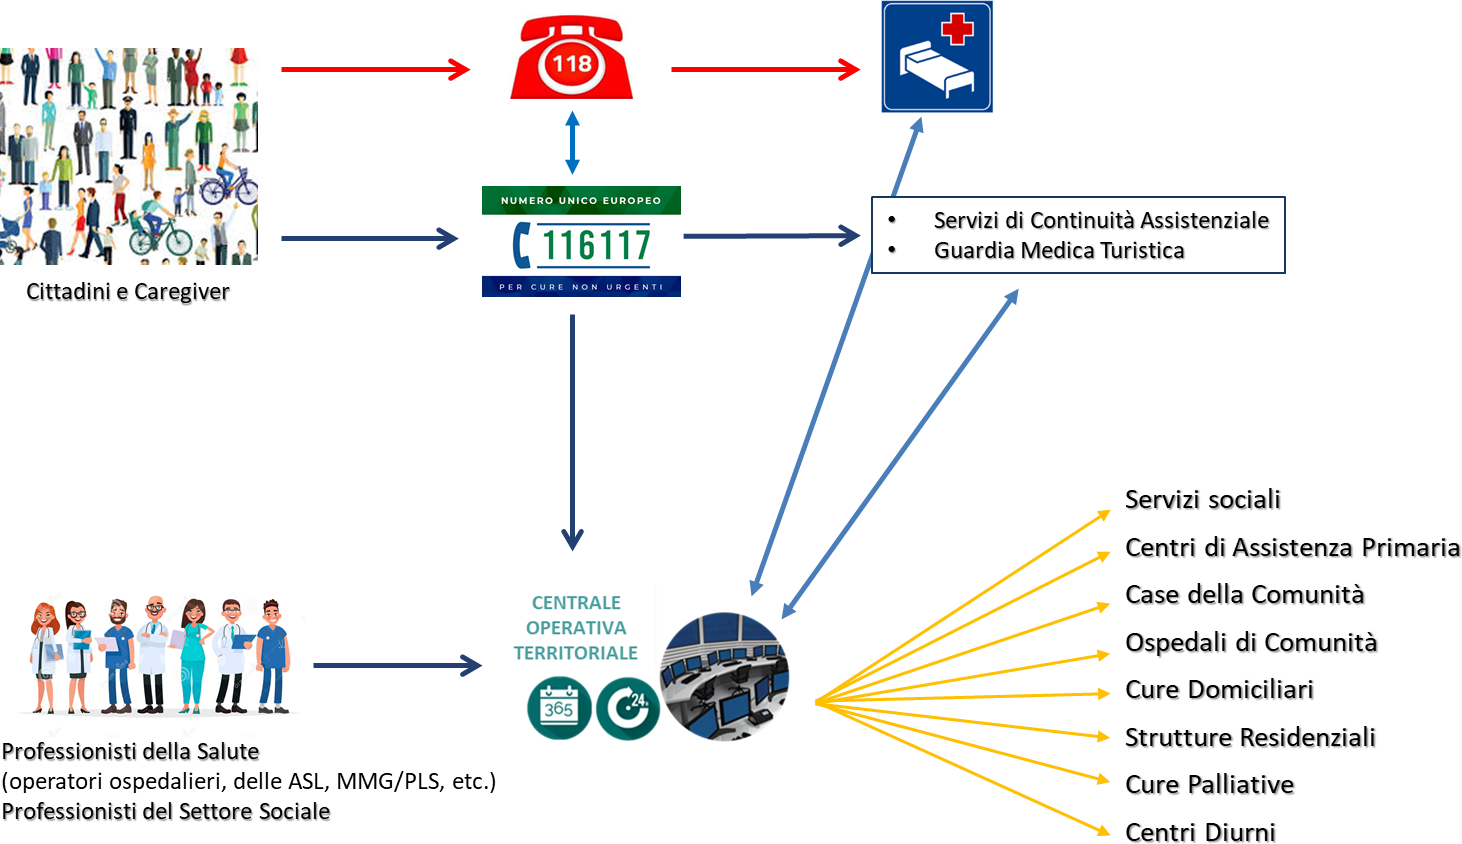 118
NUMERO UNICO EUROPEO
116117
PER CURE NON URGENTI
• Servizi di Continuità Assistenziale
• Guardia Medica Turistica
Cittadini e Caregiver
CENTRALE
OPERATIVA
TERRITORIALE
365
24h
Professionisti della Salute
(operatori ospedalieri, delle ASL, MMG/PLS, etc.)
Professionisti del Settore Sociale
Servizi sociali
Centri di Assistenza Primaria
Case della Comunità
Ospedali di Comunità
Cure Domiciliari
Strutture Residenziali
Cure Palliative
Centri Diurni